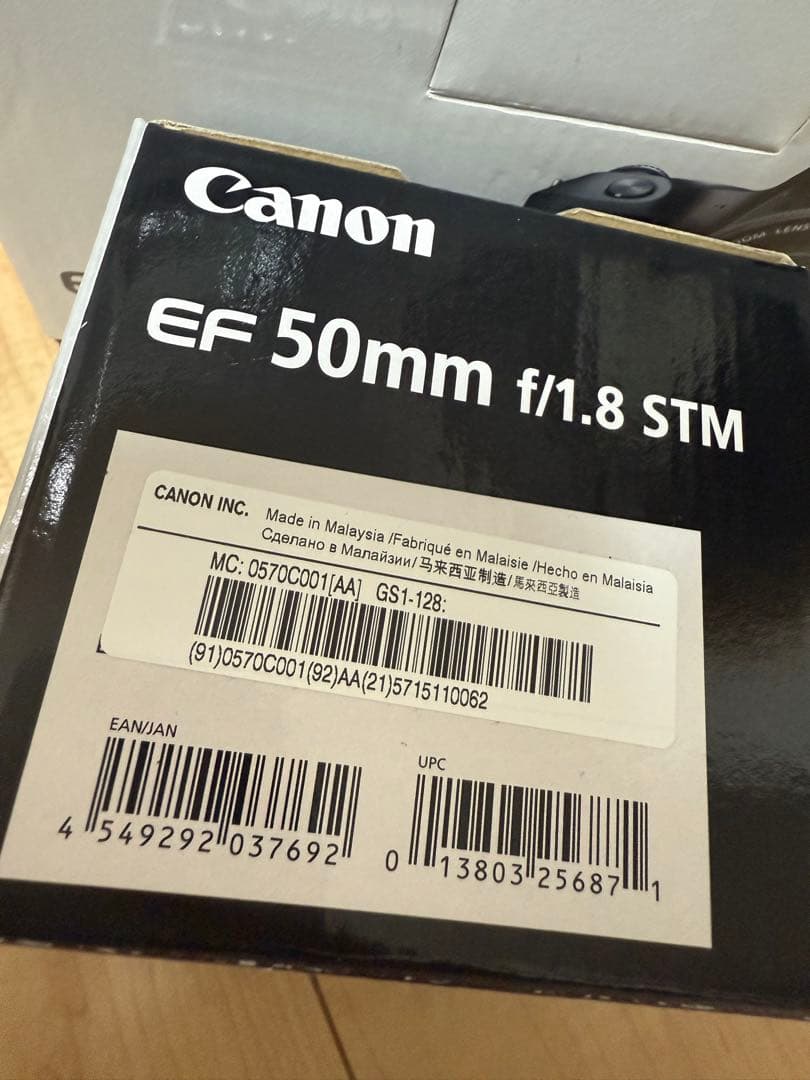 OM LENS
Canon
EF 50mm f/1.8 STM
CANON INC. Made in Malaysia /Fabriqué en Malaisie /Hecho en Malaisia
Сделано в Малайзии/ 马来西亚制造/ 馬來西亞製造
MC: 0570C001[AA] GS1-128:
(91)0570C001(92)AA(21)5715110062
EAN/JAN
4 549292 037692
UPC
0 13803 25687 1